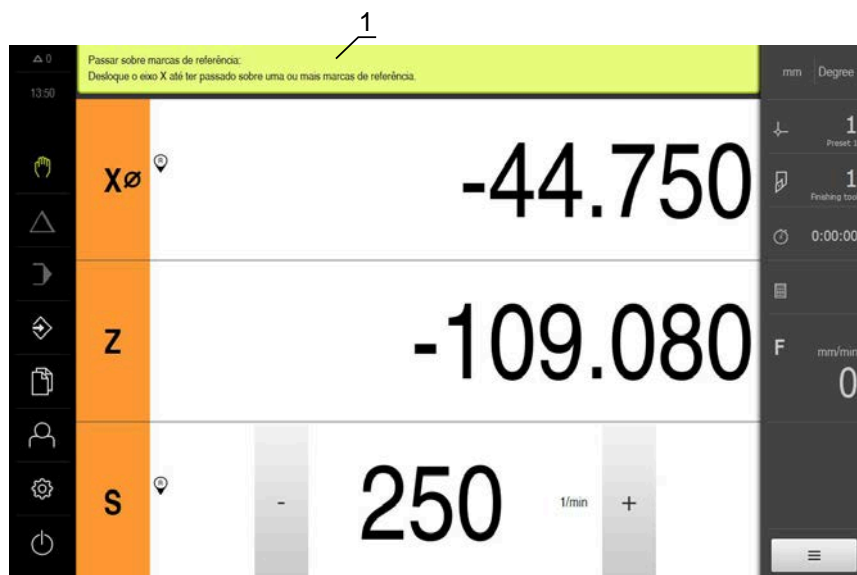 1
0
13:50
Passar sobre marcas de referência:
Desloque o eixo X até ter passado sobre uma ou mais marcas de referência.
mm Degree
X⌀ R -44.750
Z -109.080
S R - 250 1/min +
1
Preset 1
1
Finishing tool
0:00:00
F mm/min
0